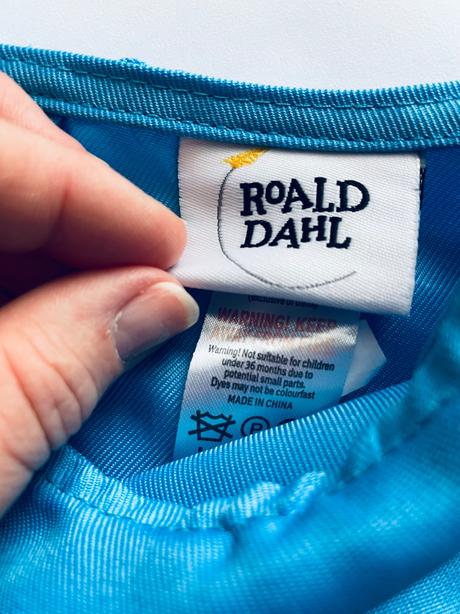 ROALD
DAHL
WARNING! KEEP
Warning! Not suitable for children
under 36 months due to
potential small parts.
Dyes may not be colourfast
MADE IN CHINA
P